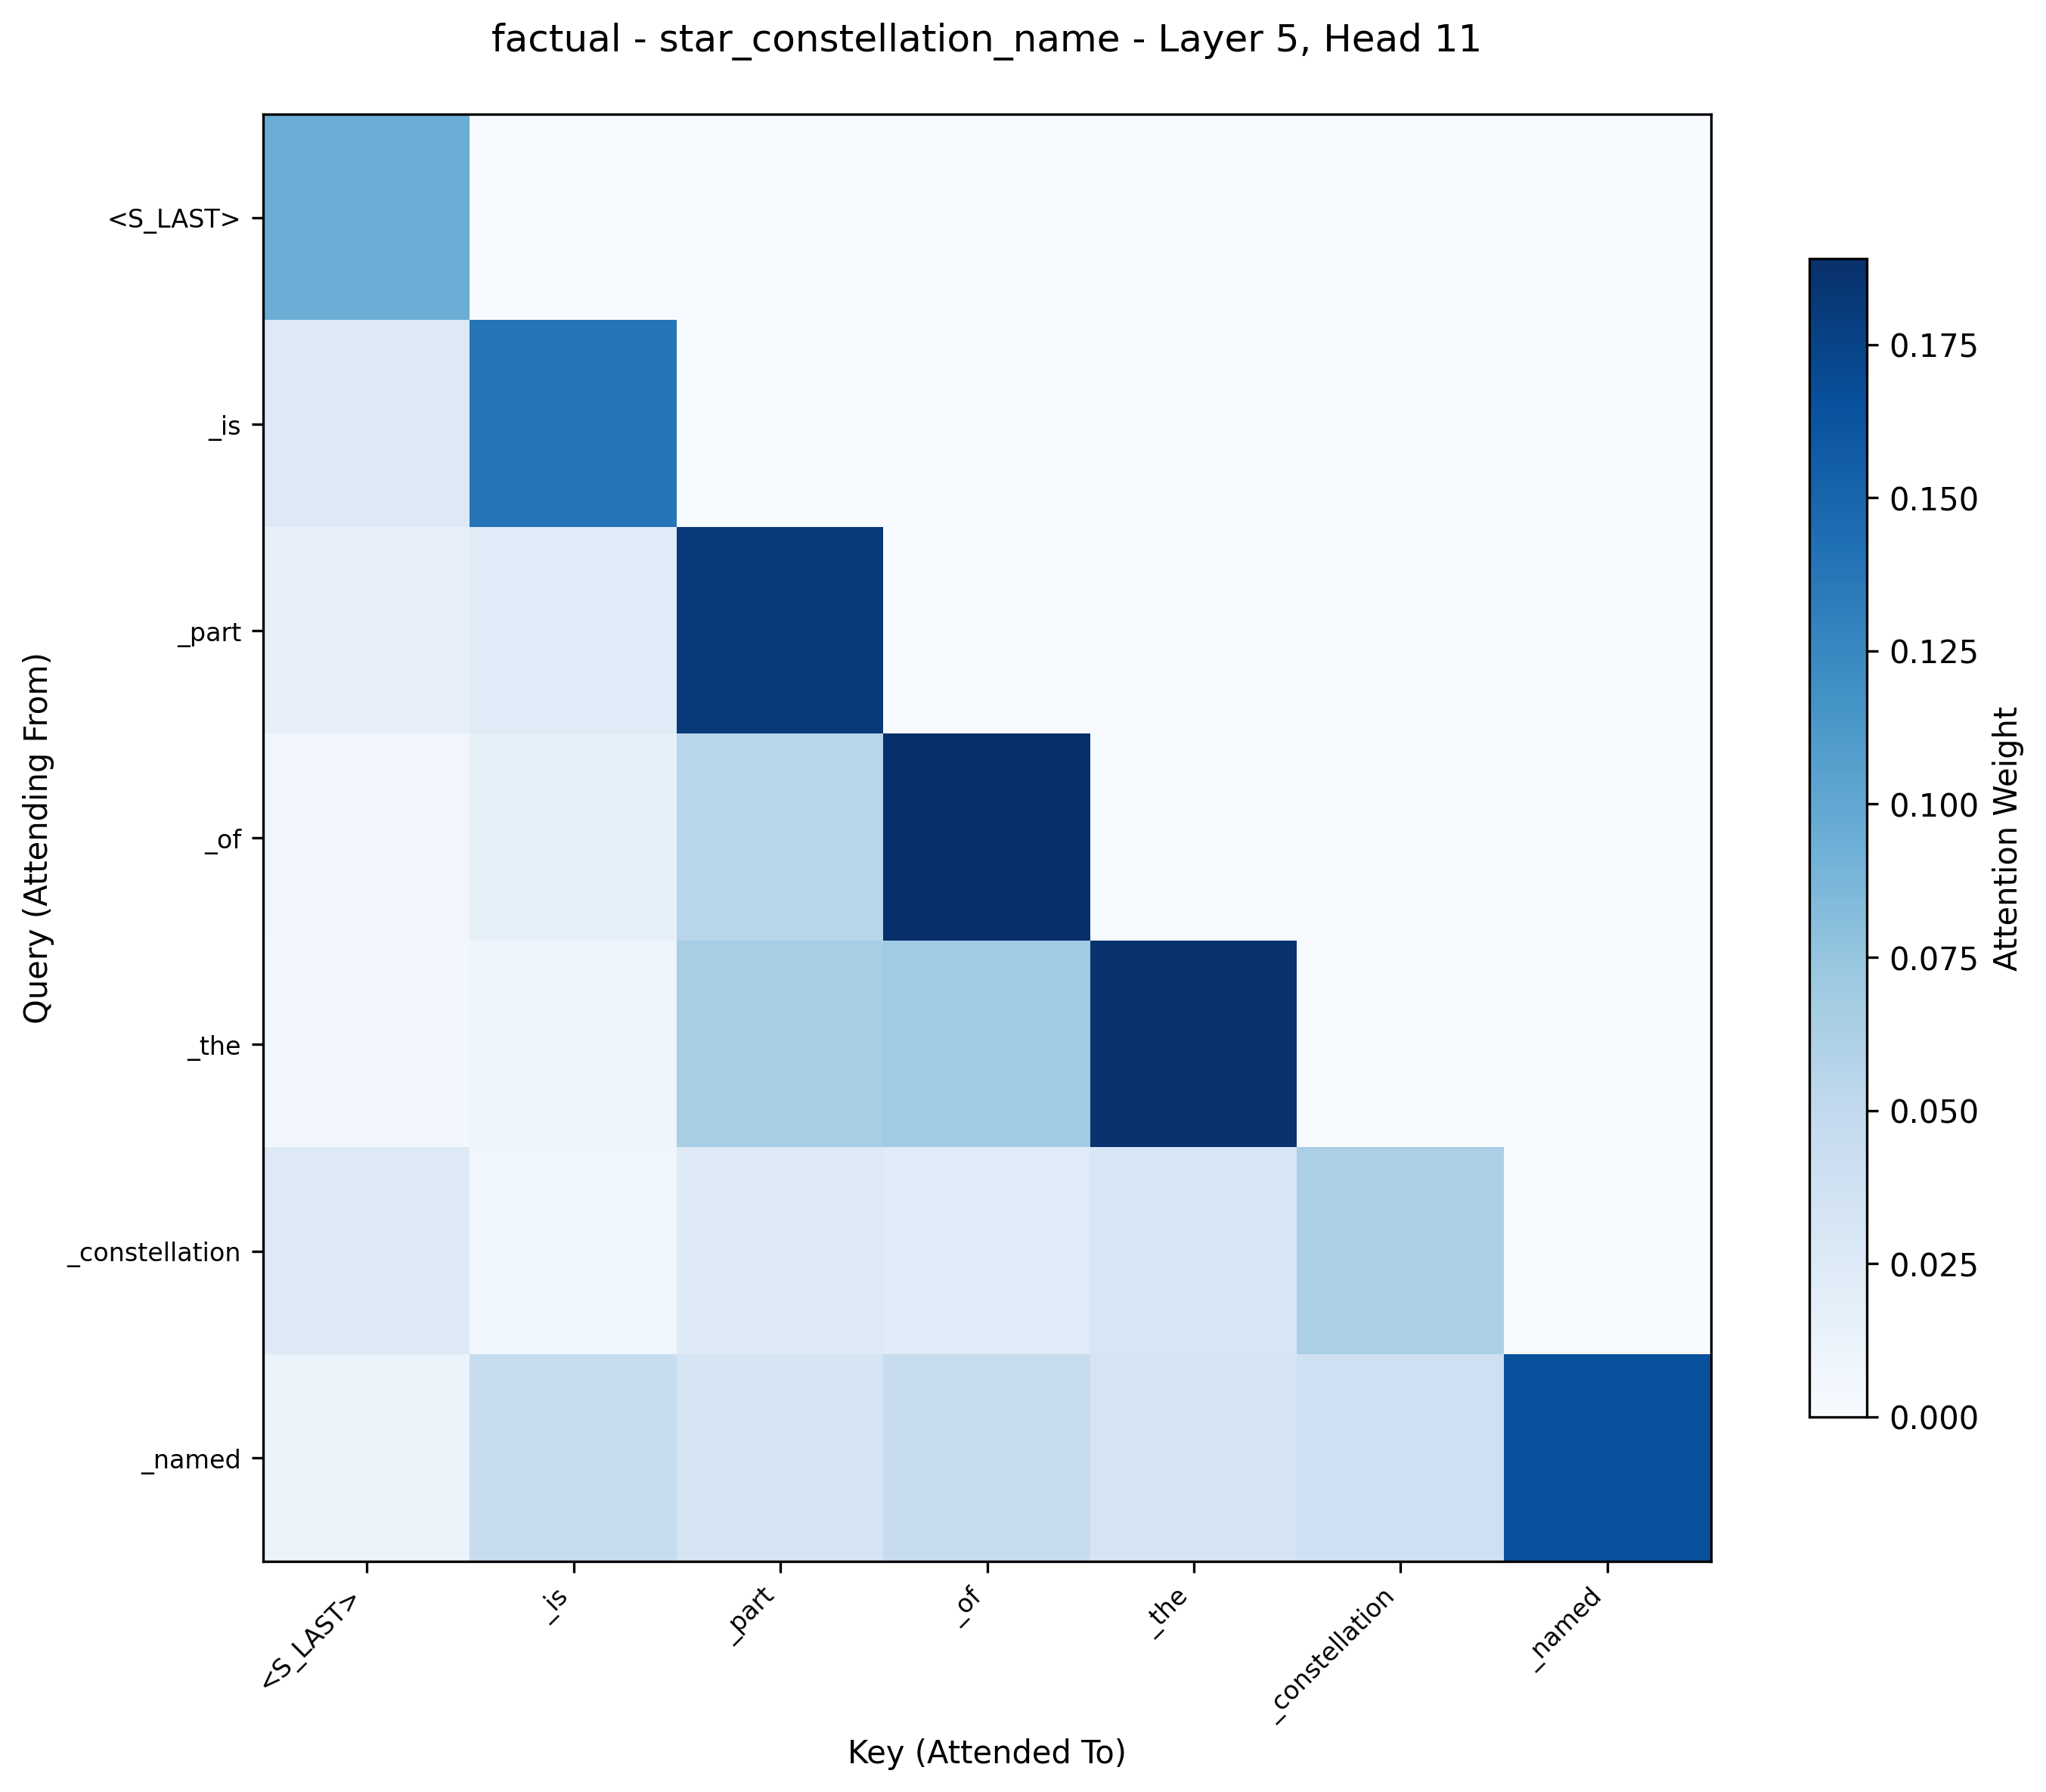 factual - star_constellation_name - Layer 5, Head 11
Query (Attending From)
<S_LAST>
_is
_part
_of
_the
_constellation
_named
<S_LAST>
_is
_part
_of
_the
_constellation
_named
Key (Attended To)
0.175
0.150
0.125
0.100
0.075
0.050
0.025
0.000
Attention Weight